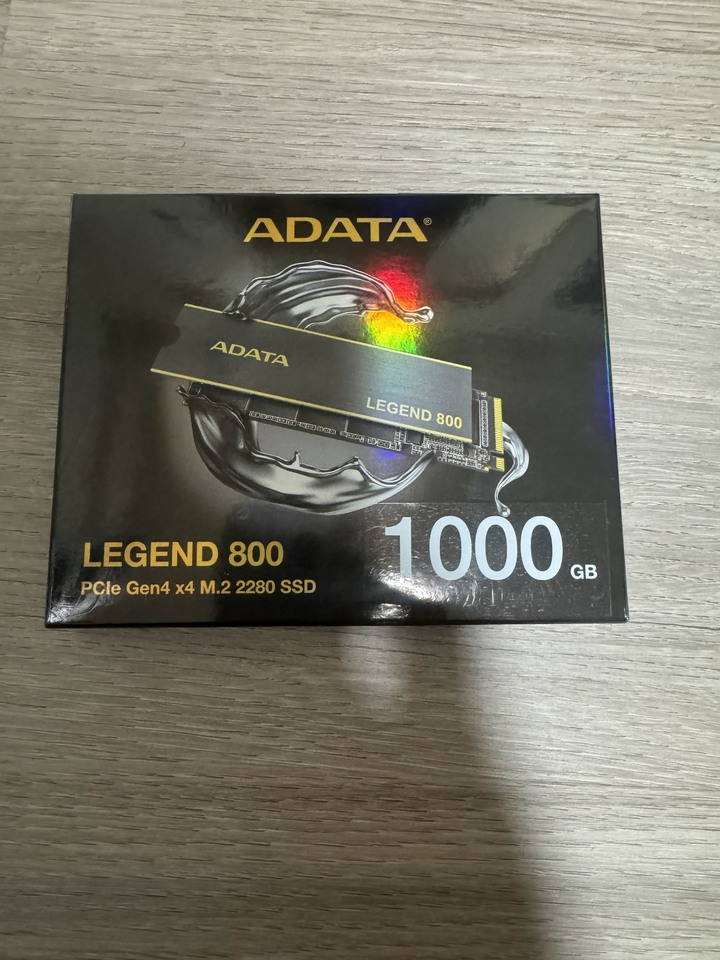 ADATA®
ADATA
LEGEND 800
LEGEND 800
PCIe Gen4 x4 M.2 2280 SSD
1000 GB